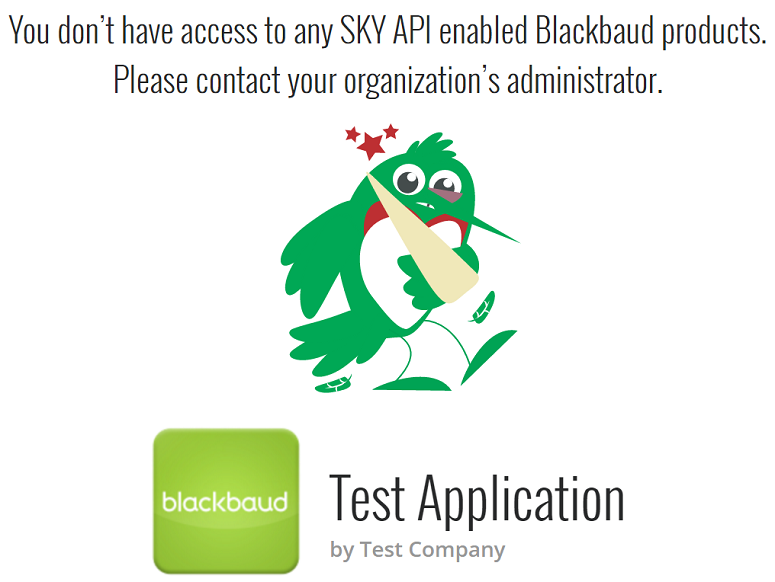 You don’t have access to any SKY API enabled Blackbaud products.
Please contact your organization’s administrator.
blackbaud
Test Application
by Test Company